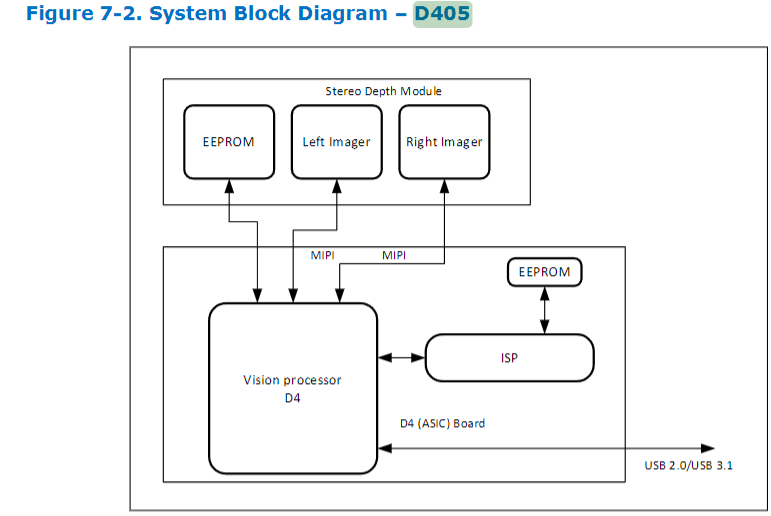 Figure 7-2. System Block Diagram – D405
Stereo Depth Module
EEPROM
Left Imager
Right Imager
MIPI
MIPI
EEPROM
ISP
Vision processor
D4
D4 (ASIC) Board
USB 2.0/USB 3.1